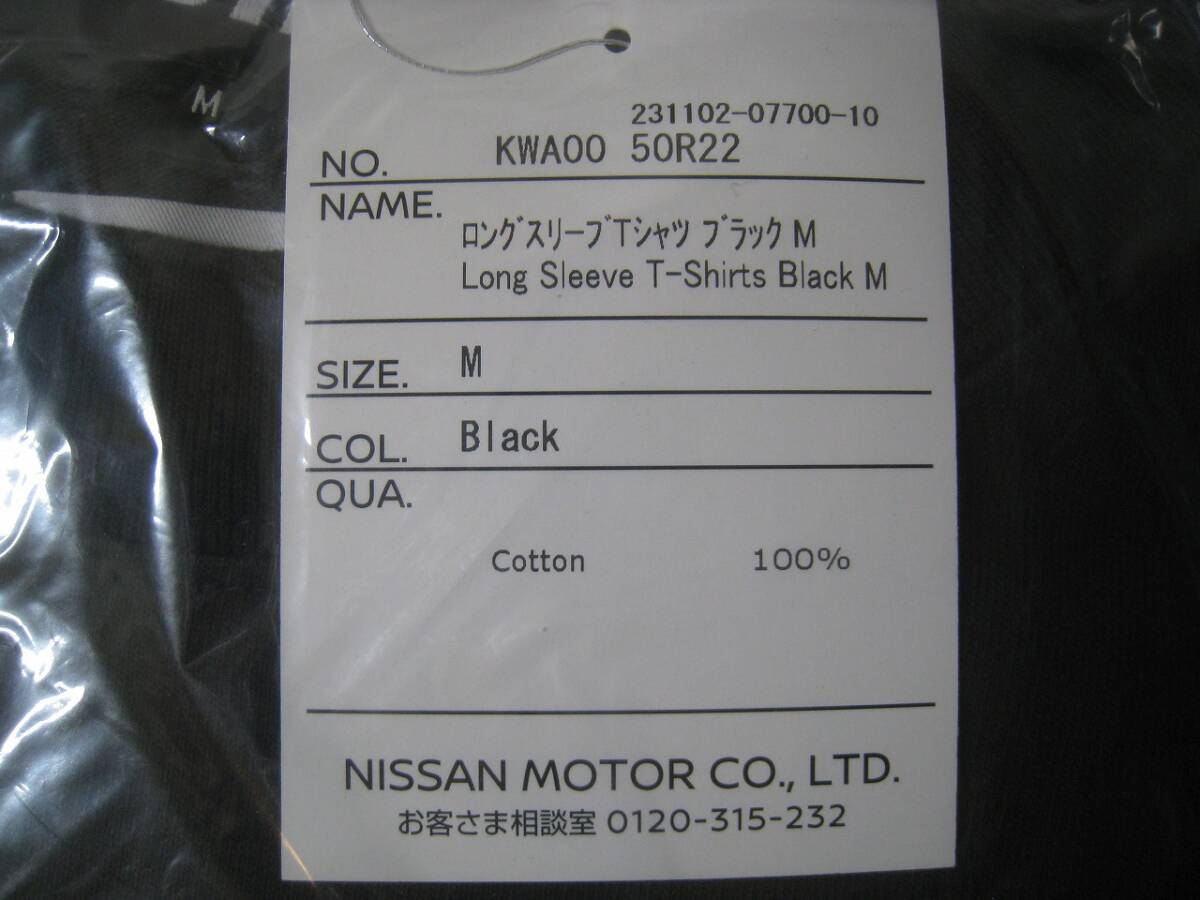 M
231102-07700-10
NO. KWA00 50R22
NAME.
ロングスリーブTシャツ ブラック M
Long Sleeve T-Shirts Black M
SIZE. M
COL. Black
QUA.
Cotton 100%
NISSAN MOTOR CO., LTD.
お客さま相談室 0120-315-232